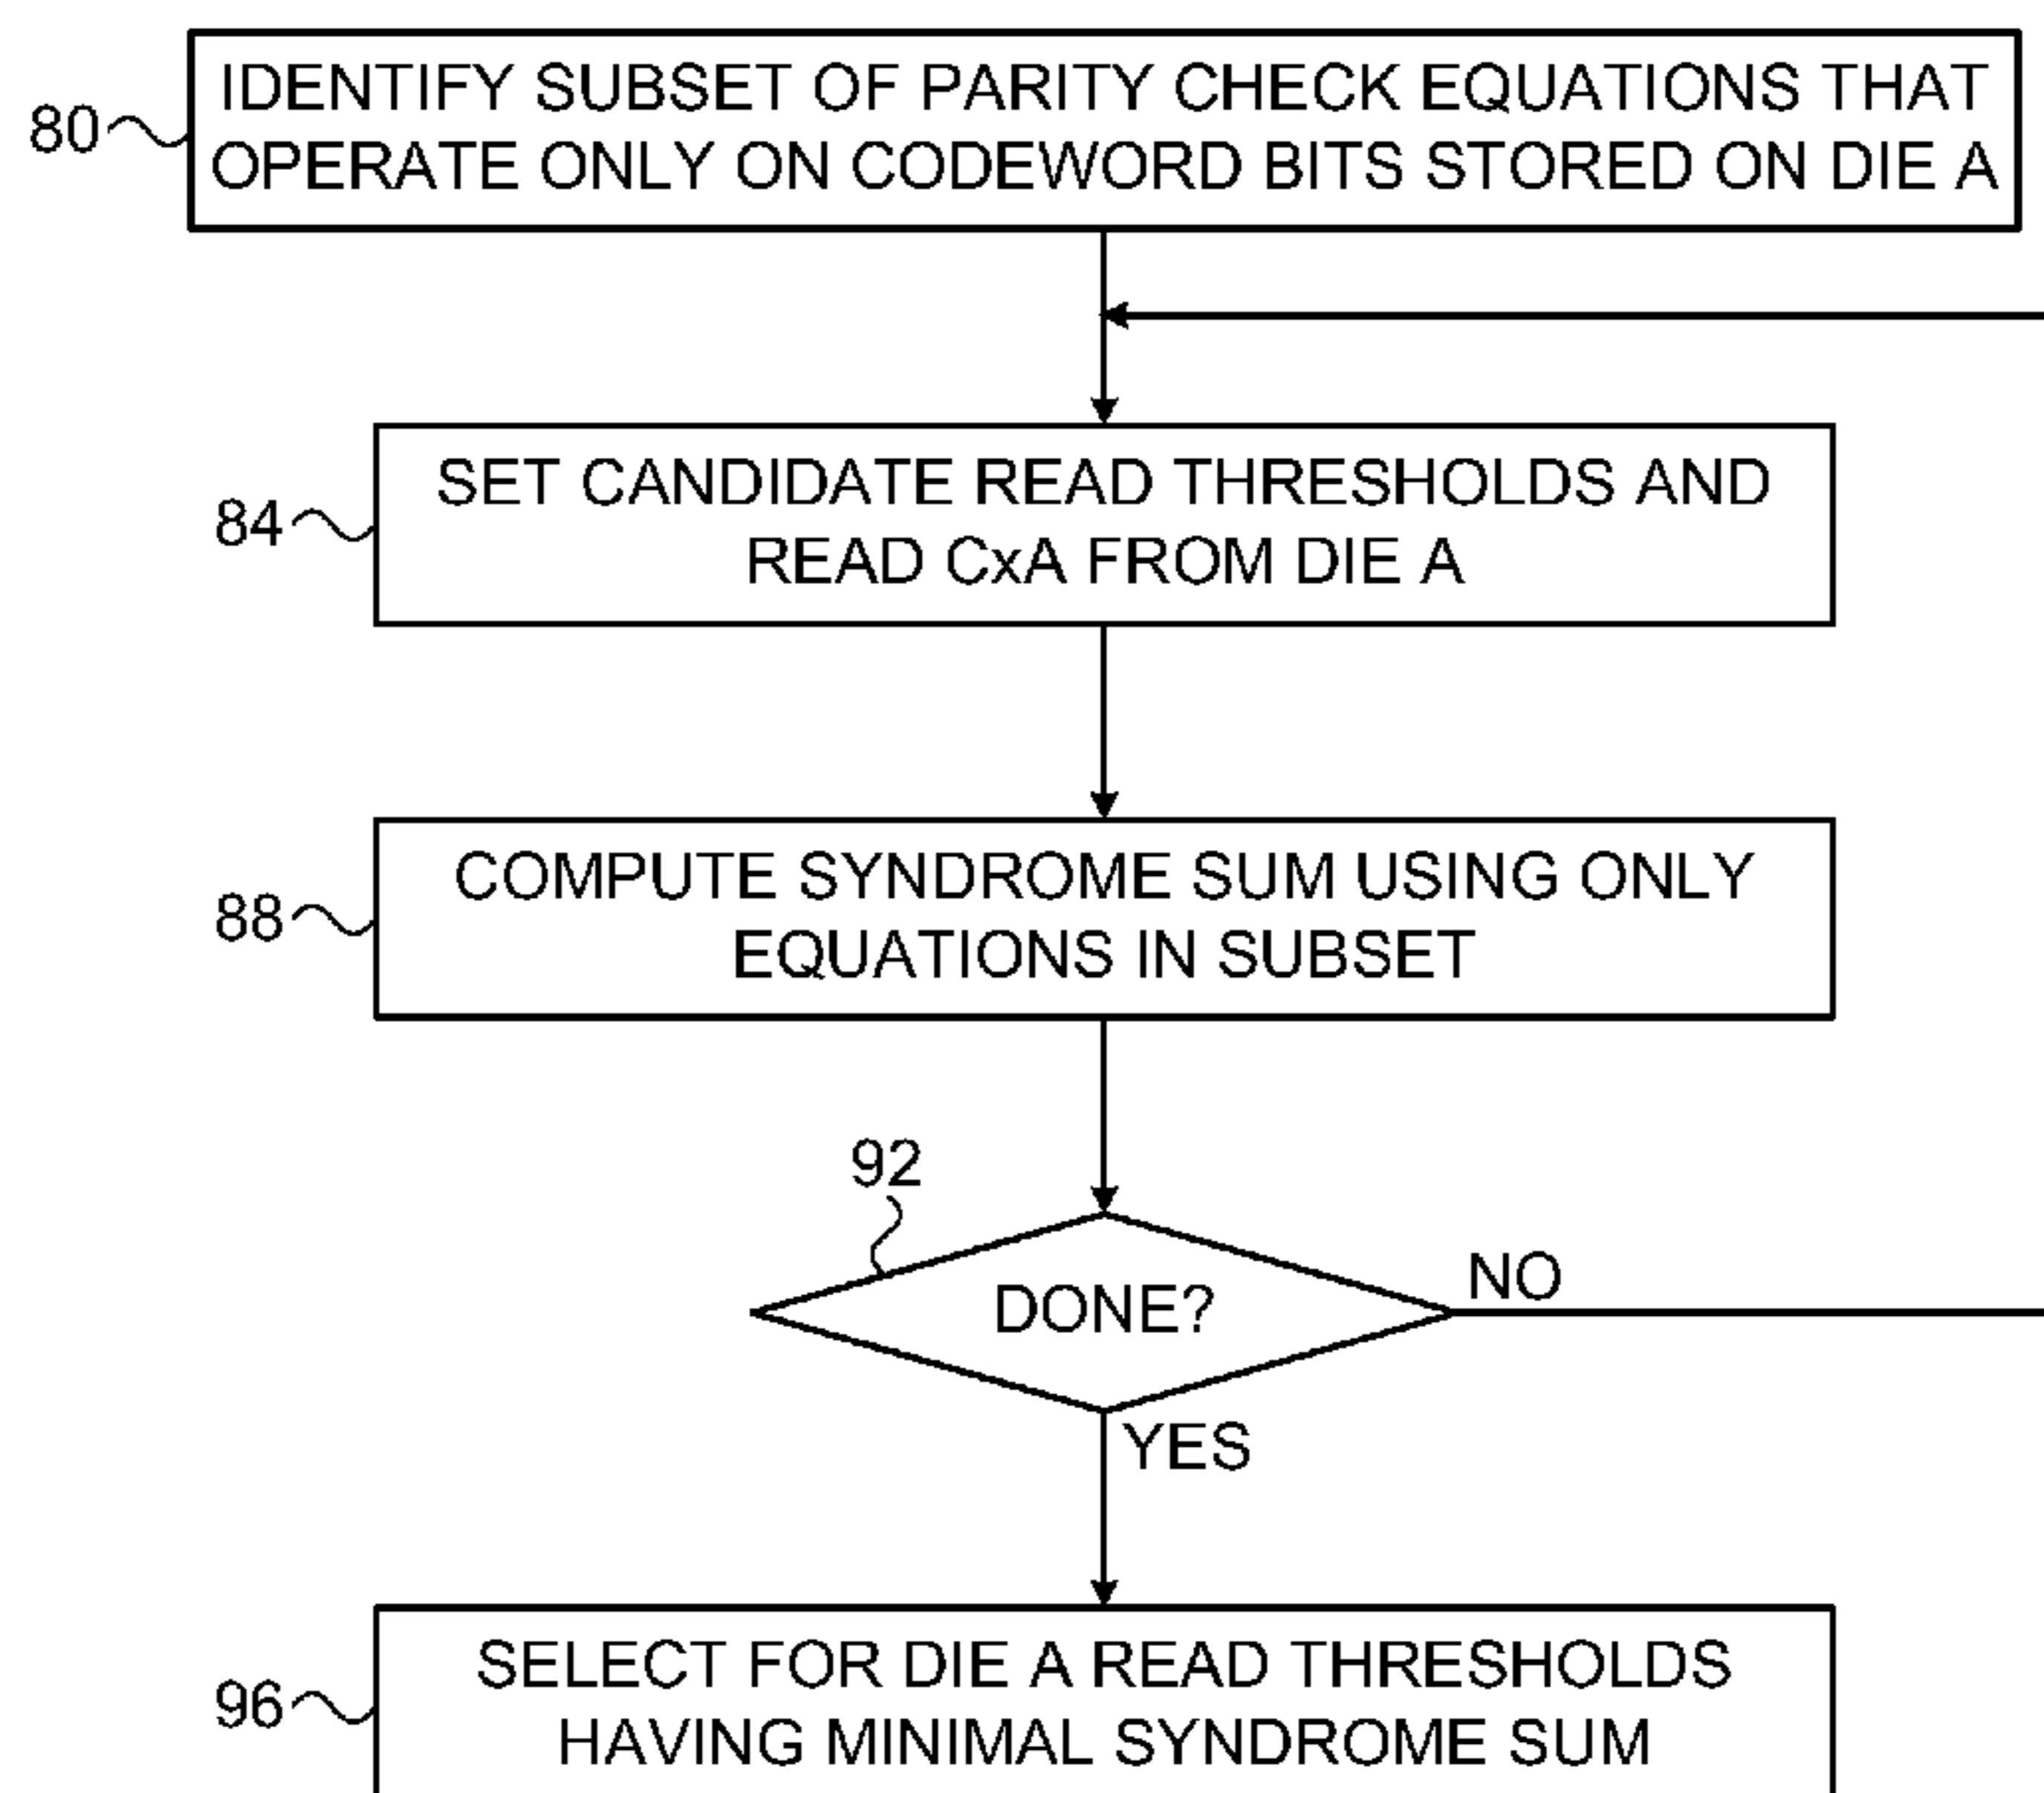 IDENTIFY SUBSET OF PARITY CHECK EQUATIONS THAT
OPERATE ONLY ON CODEWORD BITS STORED ON DIE A
80
SET CANDIDATE READ THRESHOLDS AND
READ CxA FROM DIE A
84
COMPUTE SYNDROME SUM USING ONLY
EQUATIONS IN SUBSET
88
92
DONE?
NO
YES
SELECT FOR DIE A READ THRESHOLDS
HAVING MINIMAL SYNDROME SUM
96